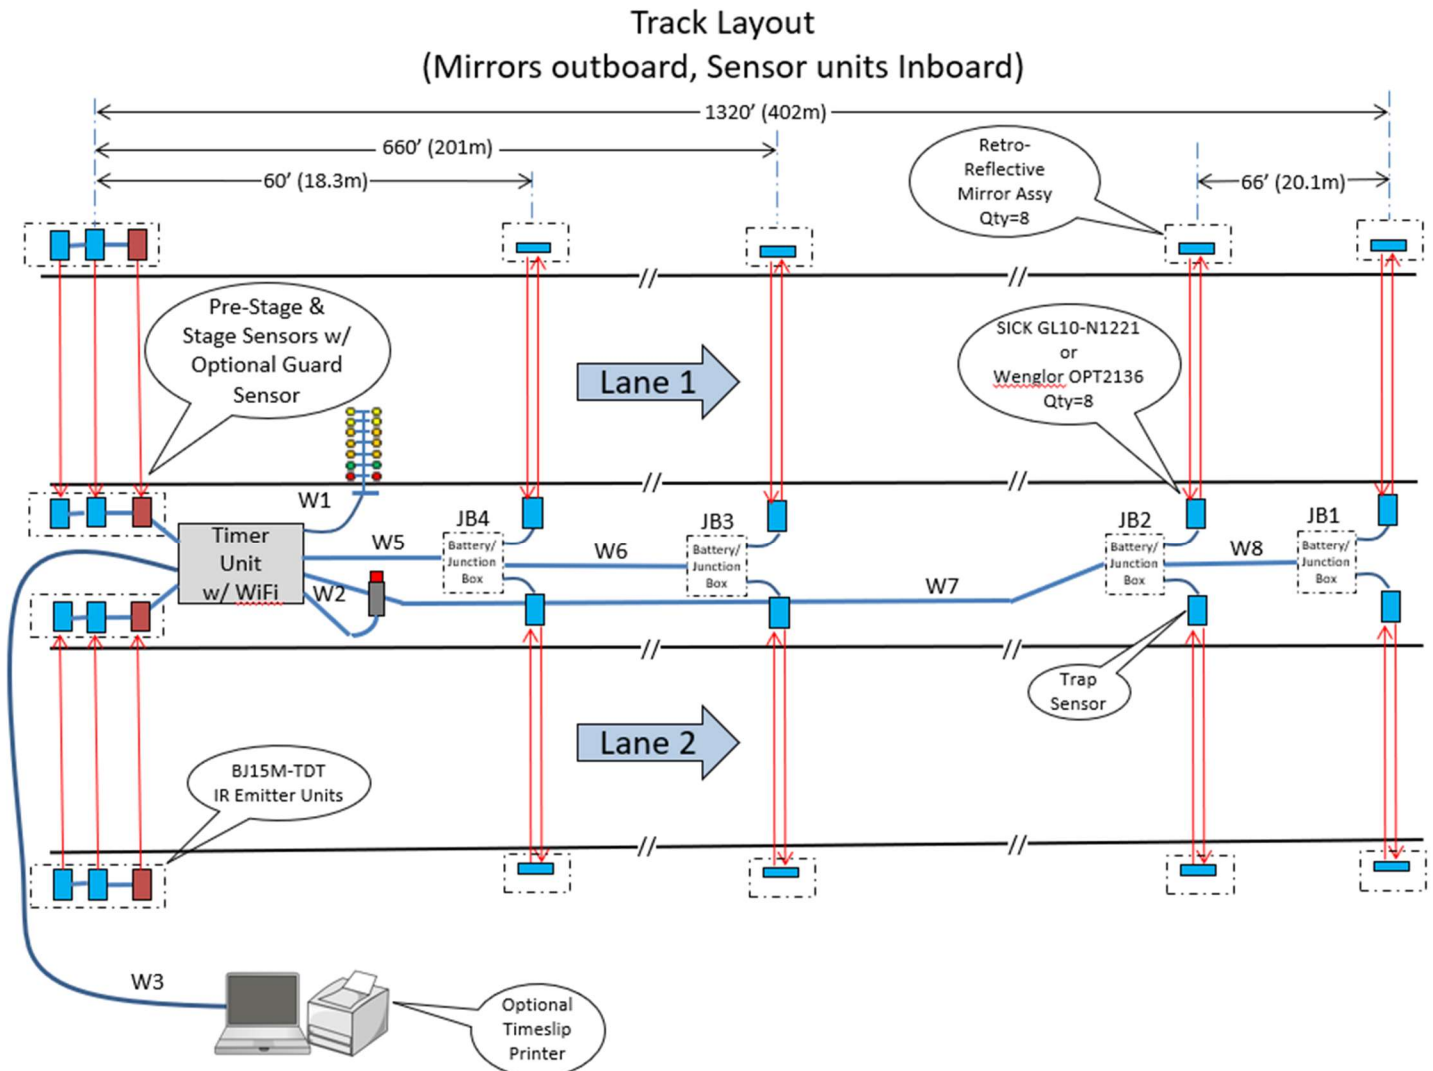 Track Layout
(Mirrors outboard, Sensor units Inboard)
1320’ (402m)
660’ (201m)
60’ (18.3m)
66’ (20.1m)
Retro-
Reflective
Mirror Assy
Qty=8
Pre-Stage &
Stage Sensors w/
Optional Guard
Sensor
Lane 1
SICK GL10-N1221
or
Wenglor OPT2136
Qty=8
W1
Timer
Unit
w/ WiFi
W5
W2
JB4
Battery/
Junction
Box
W6
JB3
Battery/
Junction
Box
W7
JB2
Battery/
Junction
Box
W8
JB1
Battery/
Junction
Box
Trap
Sensor
Lane 2
BJ15M-TDT
IR Emitter Units
W3
Optional
Timeslip
Printer